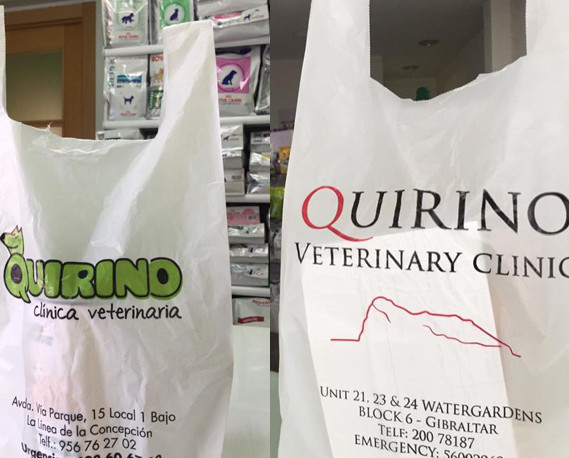 QUIRINO
clínica veterinaria
Avda. Vía Parque, 15 Local 1 Bajo
La Línea de la Concepción
Telf.: 956 76 27 02
QUIRINO
VETERINARY CLINIC
UNIT 21, 23 & 24 WATERGARDENS
BLOCK 6 - GIBRALTAR
TELF: 200 78187
EMERGENCY: